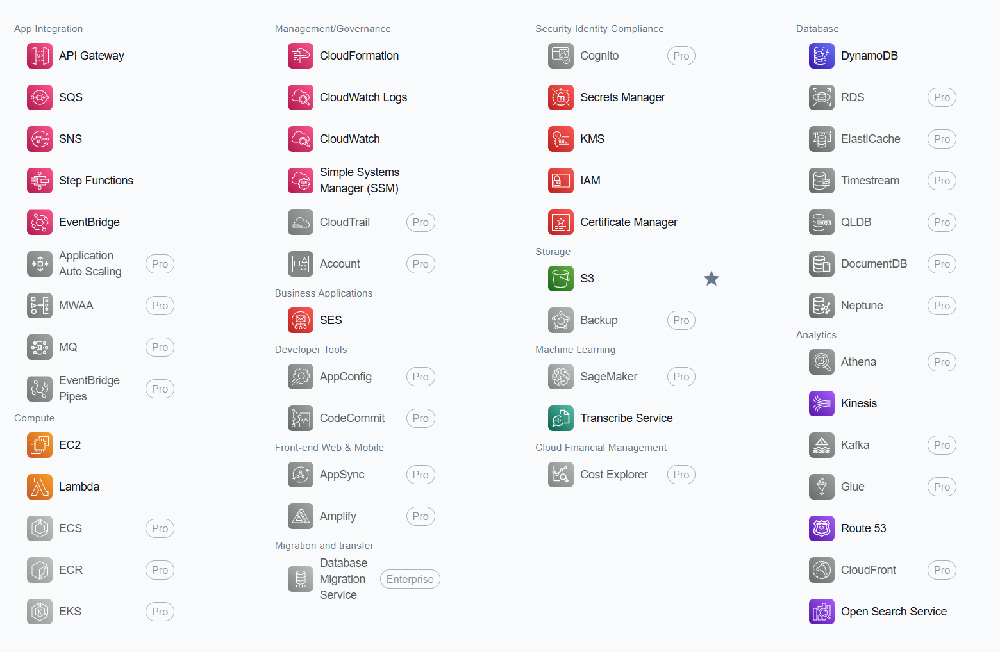 App Integration
API Gateway
SQS
SNS
Step Functions
EventBridge
Application
Auto Scaling
Pro
MWAA Pro
MQ Pro
EventBridge
Pipes
Pro
Compute
EC2
Lambda
ECS Pro
ECR Pro
EKS Pro
Management/Governance
CloudFormation
CloudWatch Logs
CloudWatch
Simple Systems
Manager (SSM)
CloudTrail Pro
Account Pro
Business Applications
SES
Developer Tools
AppConfig Pro
CodeCommit Pro
Front-end Web & Mobile
AppSync Pro
Amplify Pro
Migration and transfer
Database
Migration
Service
Enterprise
Security Identity Compliance
Cognito Pro
Secrets Manager
KMS
IAM
Certificate Manager
Storage
S3
Backup Pro
Machine Learning
SageMaker Pro
Transcribe Service
Cloud Financial Management
Cost Explorer Pro
Database
DynamoDB
RDS Pro
ElastiCache Pro
Timestream Pro
QLDB Pro
DocumentDB Pro
Neptune Pro
Analytics
Athena Pro
Kinesis
Kafka Pro
Glue Pro
53
Route 53
CloudFront Pro
Open Search Service